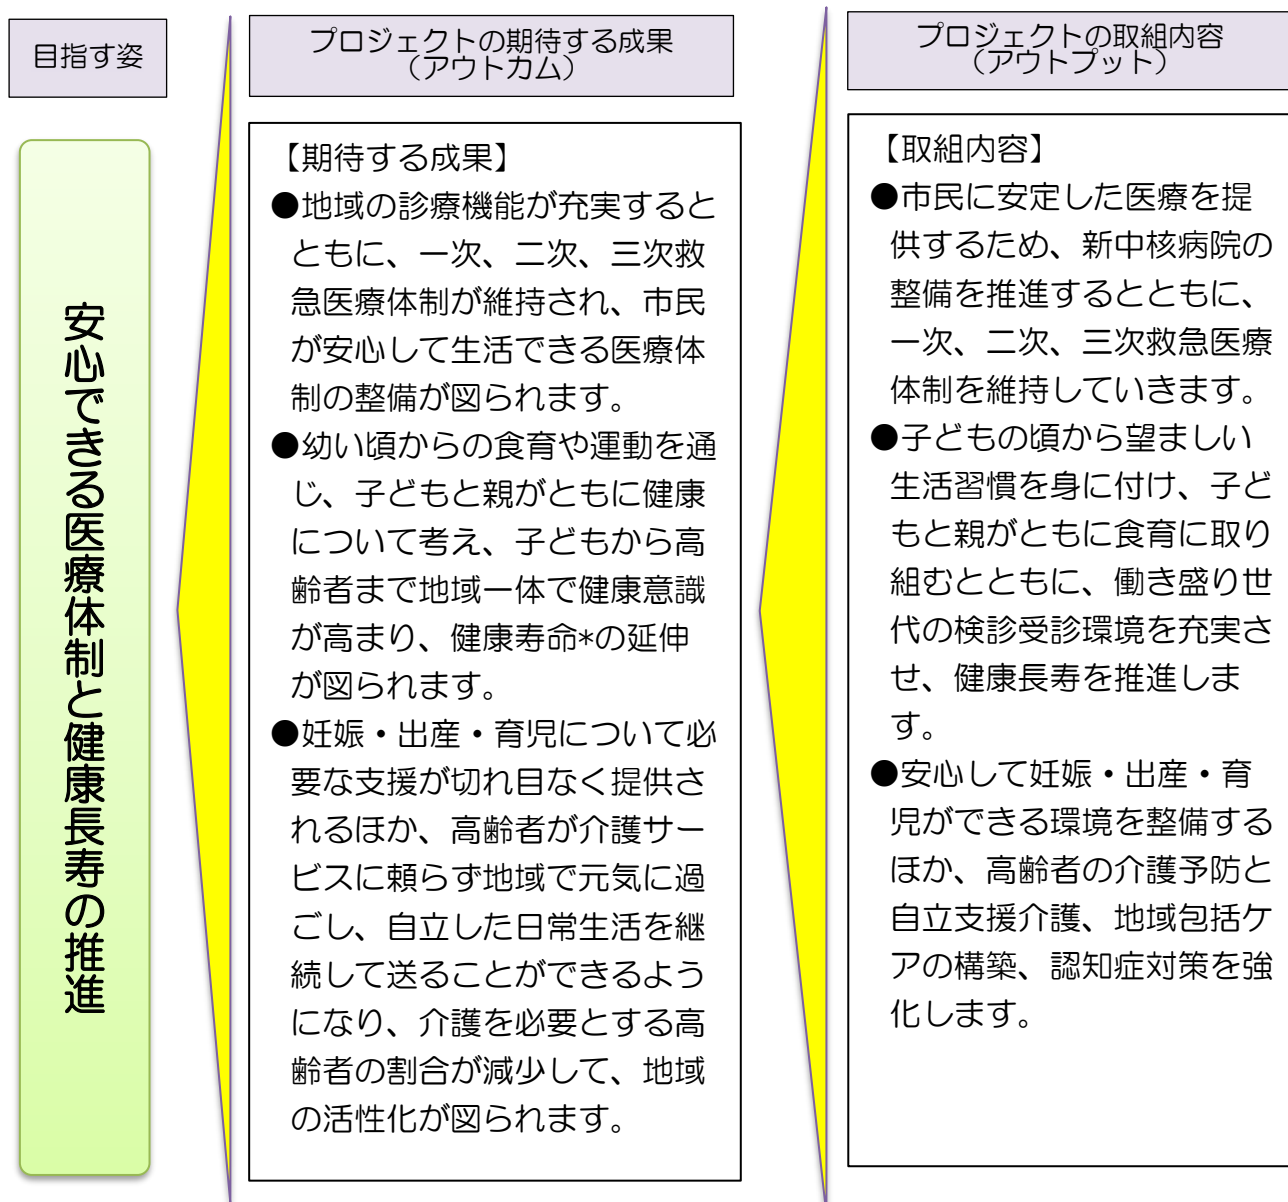 目指す姿
安心できる医療体制と健康長寿の推進
プロジェクトの期待する成果
（アウトカム）
【期待する成果】
●地域の診療機能が充実すると
ともに、一次、二次、三次救
急医療体制が維持され、市民
が安心して生活できる医療体
制の整備が図られます。
●幼い頃からの食育や運動を通
じ、子どもと親がともに健康
について考え、子どもから高
齢者まで地域一体で健康意識
が高まり、健康寿命*の延伸
が図られます。
●妊娠・出産・育児について必
要な支援が切れ目なく提供さ
れるほか、高齢者が介護サー
ビスに頼らず地域で元気に過
ごし、自立した日常生活を継
続して送ることができるよう
になり、介護を必要とする高
齢者の割合が減少して、地域
の活性化が図られます。
プロジェクトの取組内容
（アウトプット）
【取組内容】
●市民に安定した医療を提
供するため、新中核病院の
整備を推進するとともに、
一次、二次、三次救急医療
体制を維持していきます。
●子どもの頃から望ましい
生活習慣を身に付け、子ど
もと親がともに食育に取り
組むとともに、働き盛り世
代の検診受診環境を充実さ
せ、健康長寿を推進しま
す。
●安心して妊娠・出産・育
児ができる環境を整備する
ほか、高齢者の介護予防と
自立支援介護、地域包括ケ
アの構築、認知症対策を強
化します。